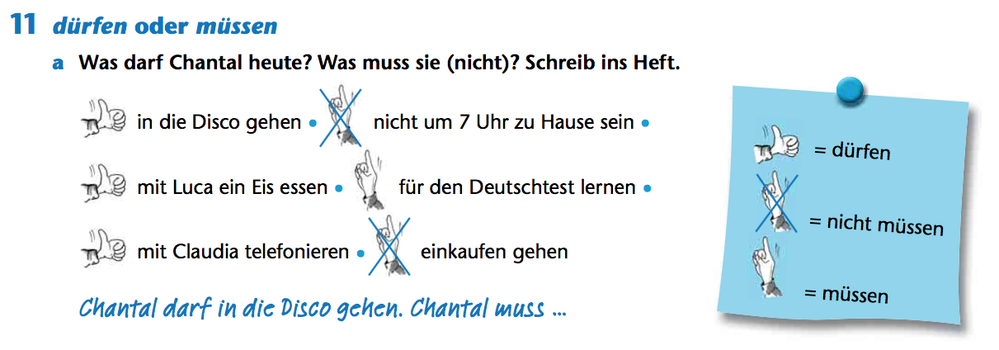 11 dürfen oder müssen
a Was darf Chantal heute? Was muss sie (nicht)? Schreib ins Heft.
in die Disco gehen • nicht um 7 Uhr zu Hause sein •
mit Luca ein Eis essen • für den Deutschtest lernen •
mit Claudia telefonieren • einkaufen gehen
Chantal darf in die Disco gehen. Chantal muss ...
= dürfen
= nicht müssen
= müssen